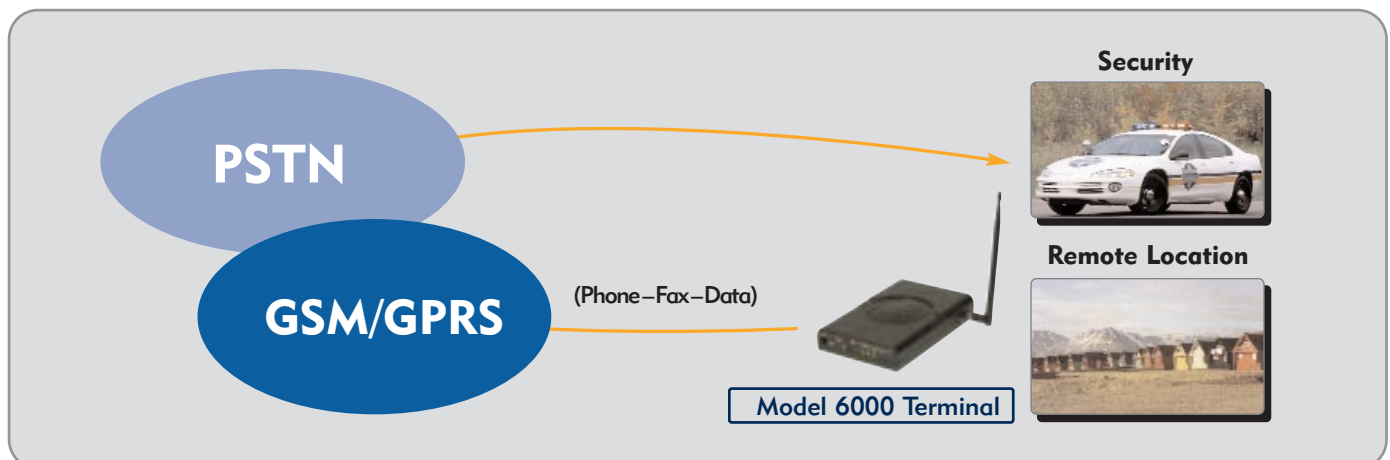 Security
PSTN
Remote Location
GSM/GPRS
(Phone–Fax–Data)
Model 6000 Terminal